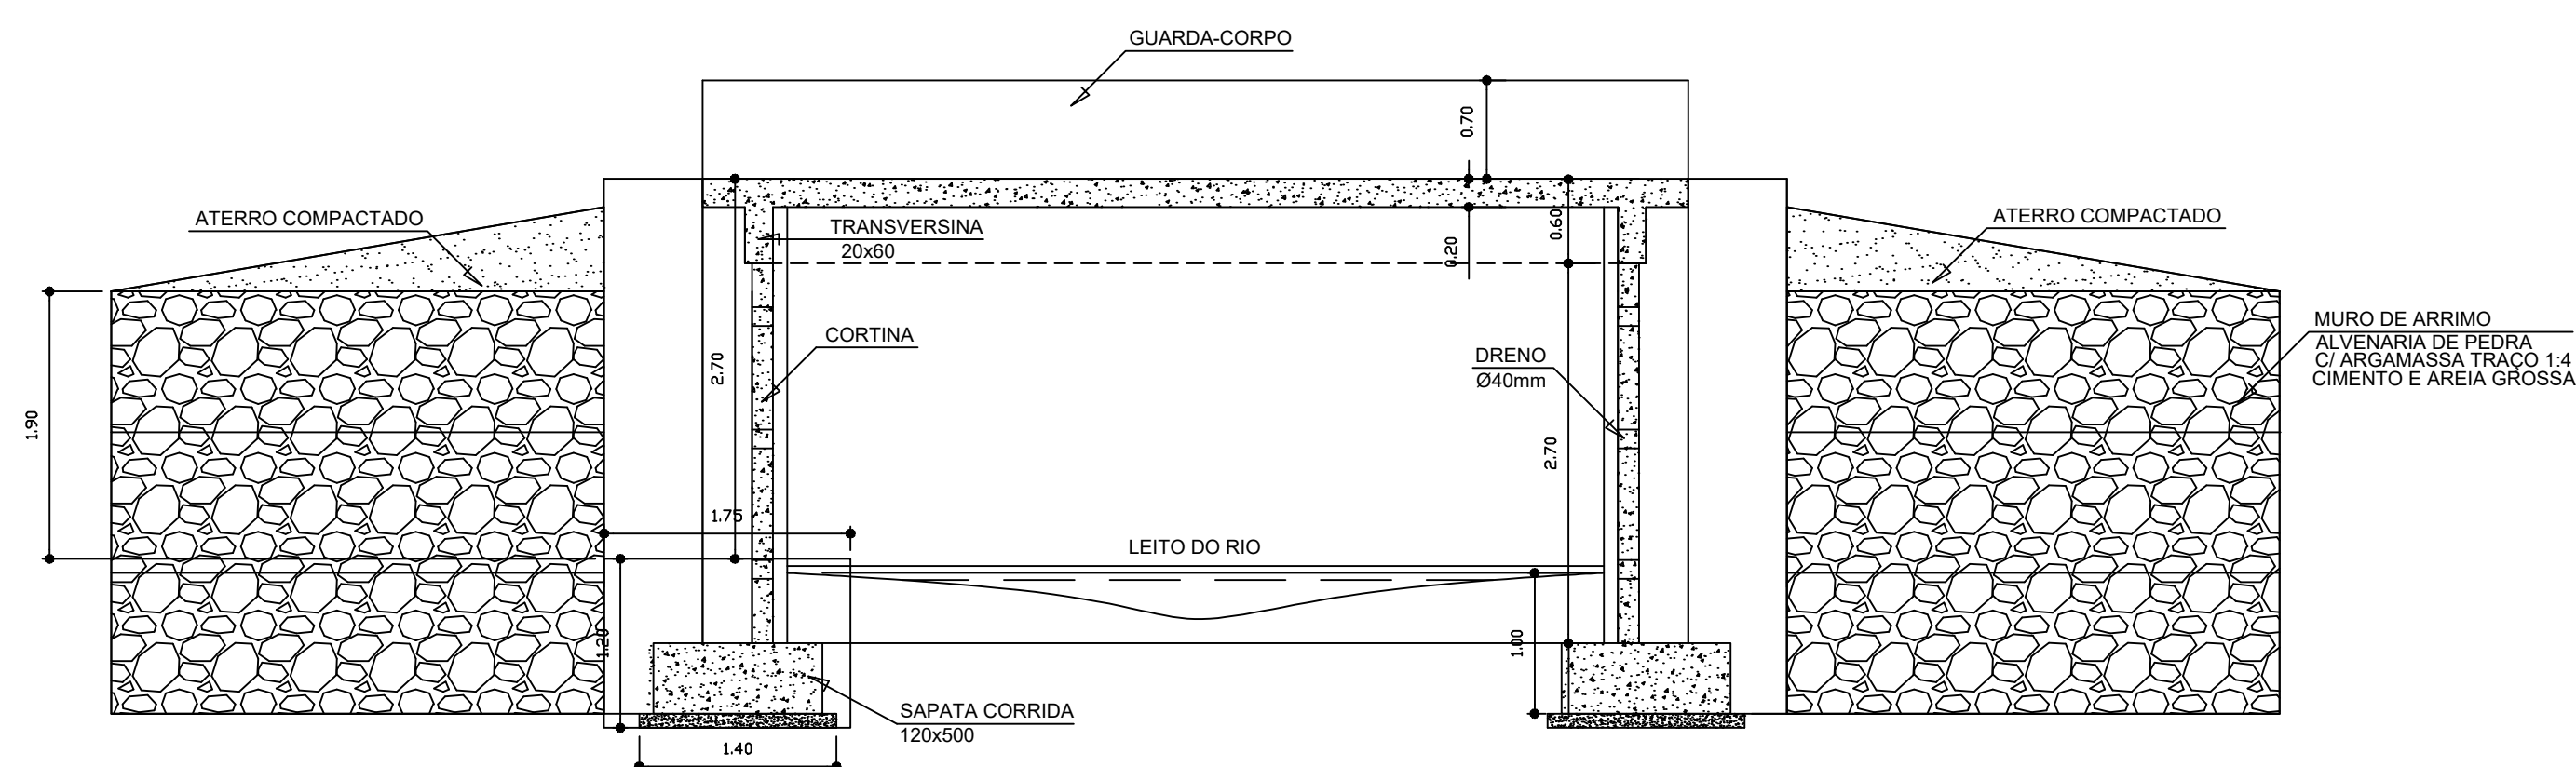 GUARDA-CORPO
0.70
ATERRO COMPACTADO
TRANSVERSINA
20x60
0.60
0.20
ATERRO COMPACTADO
MURO DE ARRIMO
ALVENARIA DE PEDRA
C/ ARGAMASSA TRAÇO 1:4
CIMENTO E AREIA GROSSA
CORTINA
2.70
DRENO
Ø40mm
1.90
2.70
1.75
LEITO DO RIO
1.20
1.00
SAPATA CORRIDA
120x500
1.40